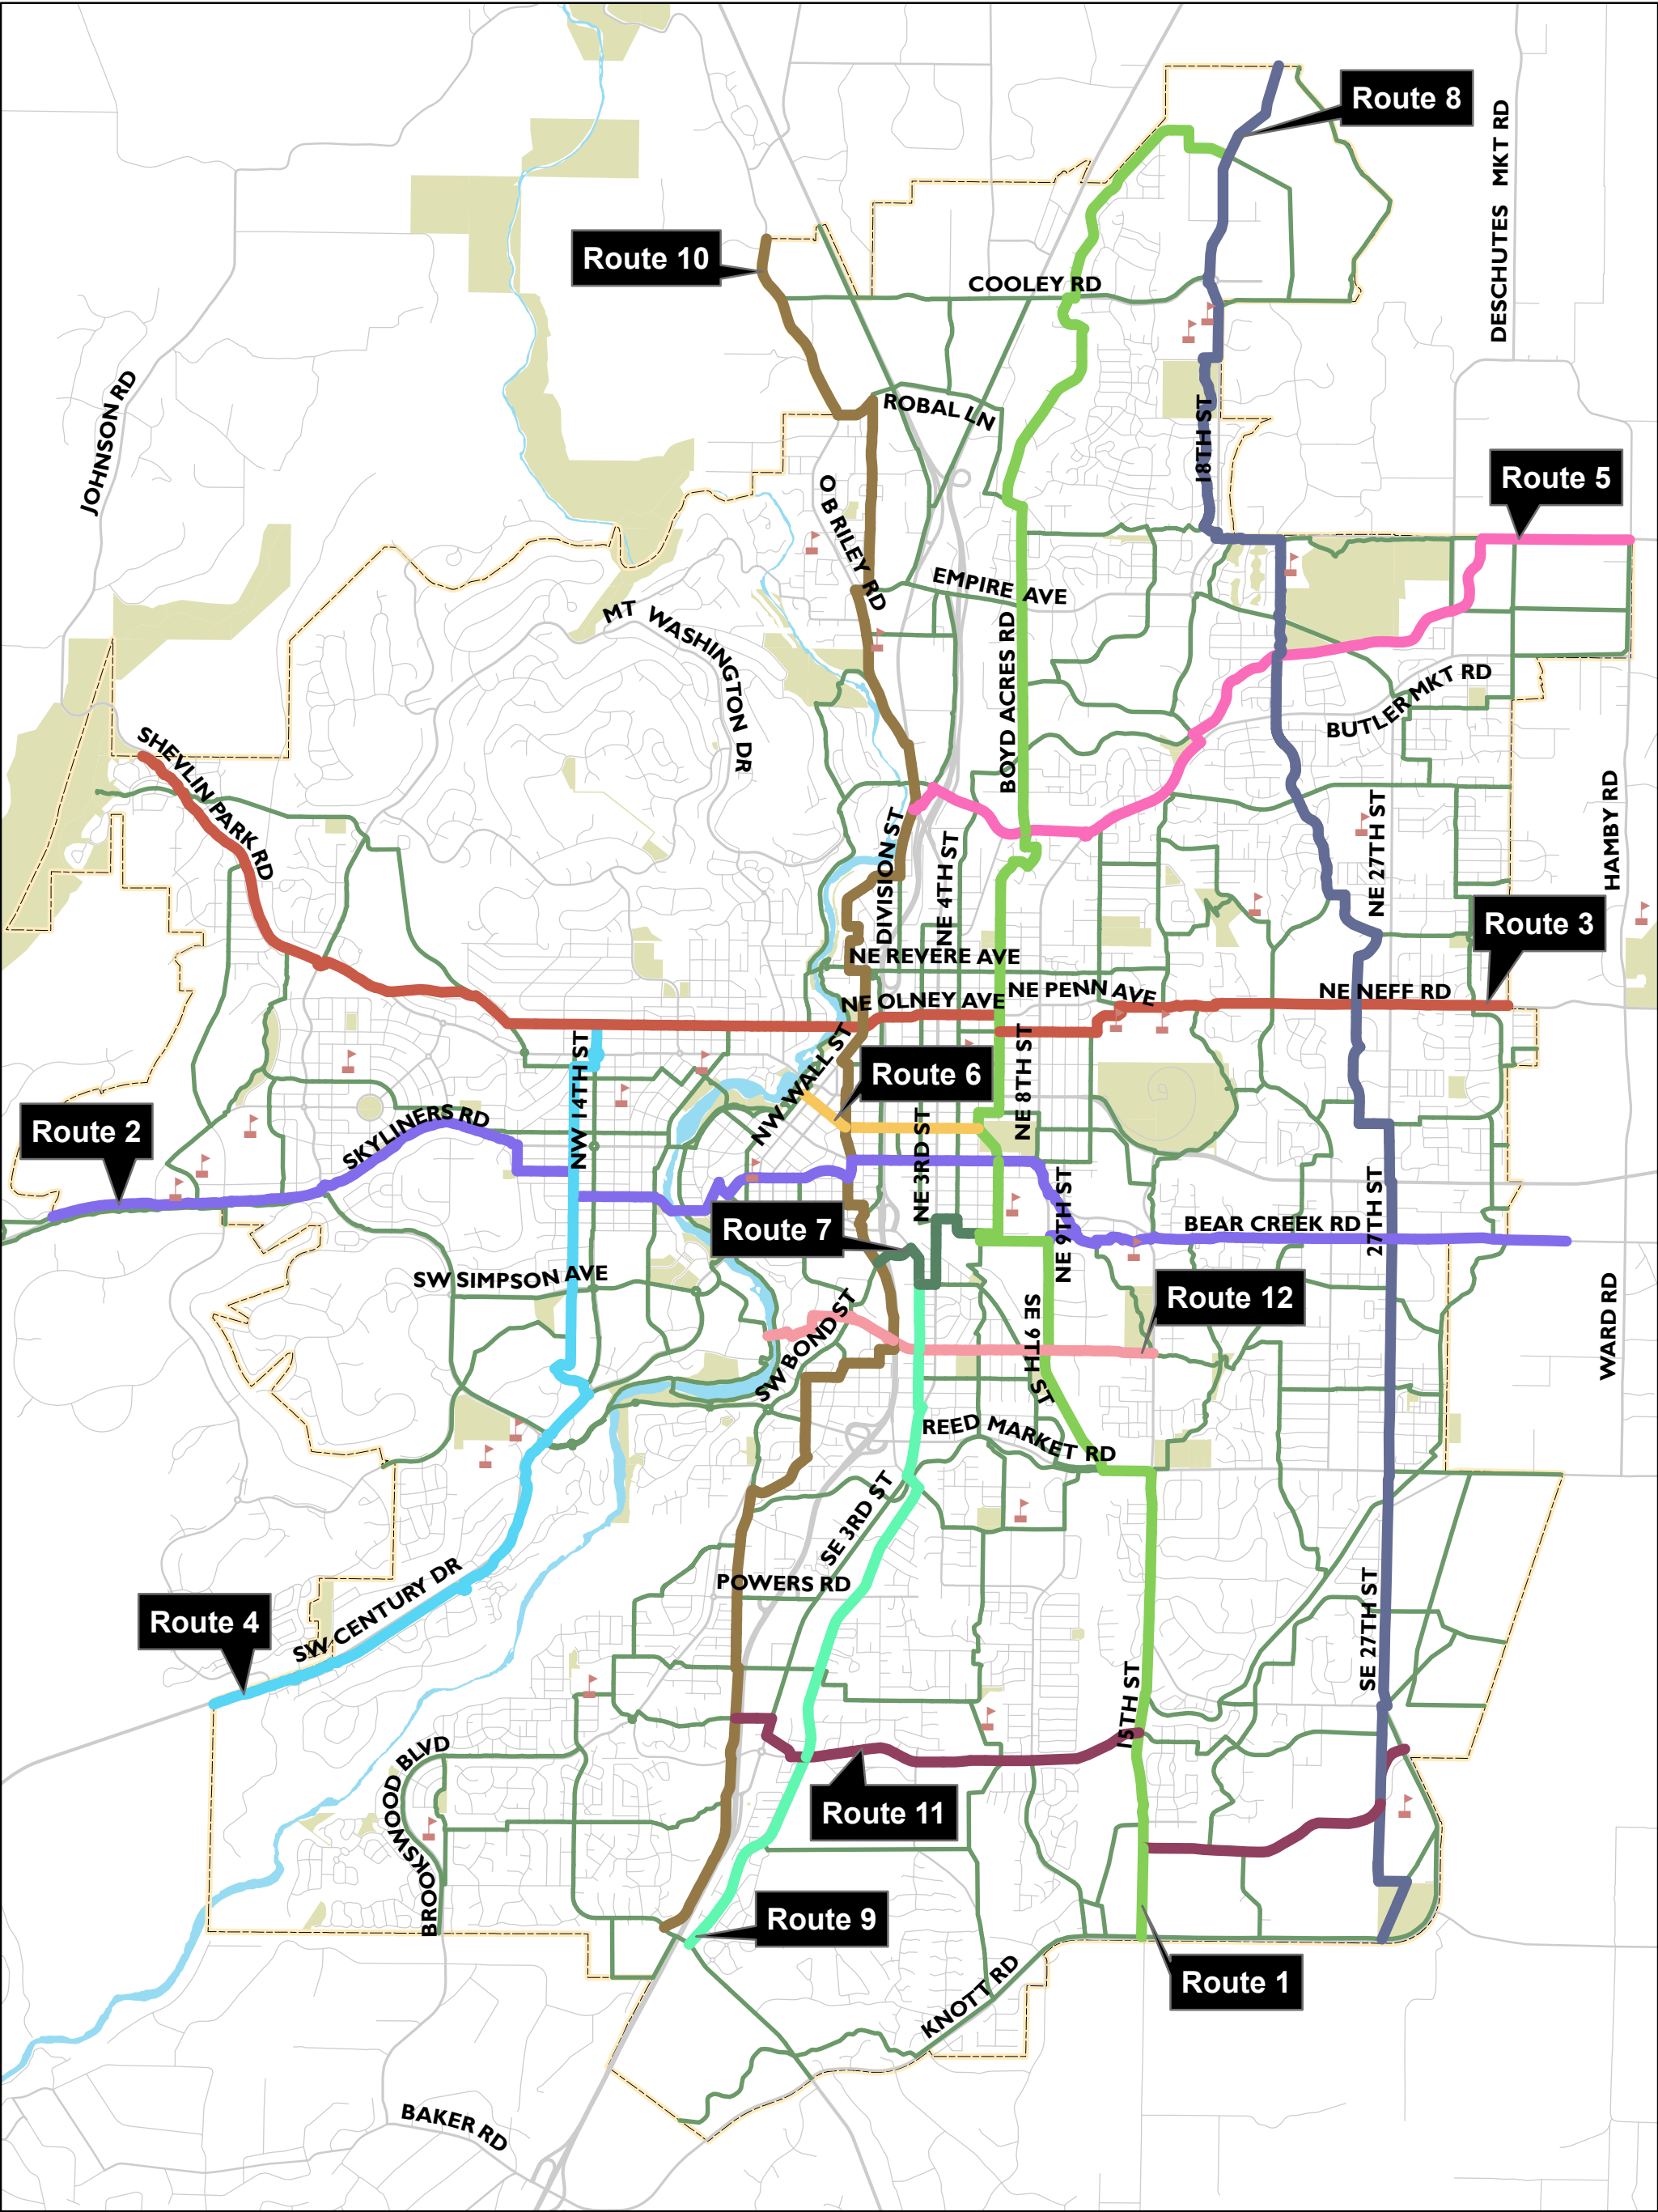 Route 8
DESCHUTES MKT RD
Route 10
COOLEY RD
JOHNSON RD
ROBAL LN
18TH ST
Route 5
O B RILEY RD
EMPIRE AVE
MT WASHINGTON DR
BOYD ACRES RD
BUTLER MKT RD
SHEVLIN PARK RD
HAMBY RD
NE 27TH ST
DIVISION ST
NE 4TH ST
Route 3
NE REVERE AVE
NE OLNEY AVE
NE PENN AVE
NE NEFF RD
NW 14TH ST
NW WALL ST
Route 6
NE 8TH ST
Route 2
SKYLINERS RD
NE 3RD ST
NE 9TH ST
27TH ST
Route 7
BEAR CREEK RD
SW SIMPSON AVE
Route 12
WARD RD
SW BOND ST
SE 9TH ST
REED MARKET RD
SE 3RD ST
POWERS RD
SW CENTURY DR
Route 4
SE 27TH ST
15TH ST
BROOKSWOOD BLVD
Route 11
Route 9
Route 1
KNOTT RD
BAKER RD